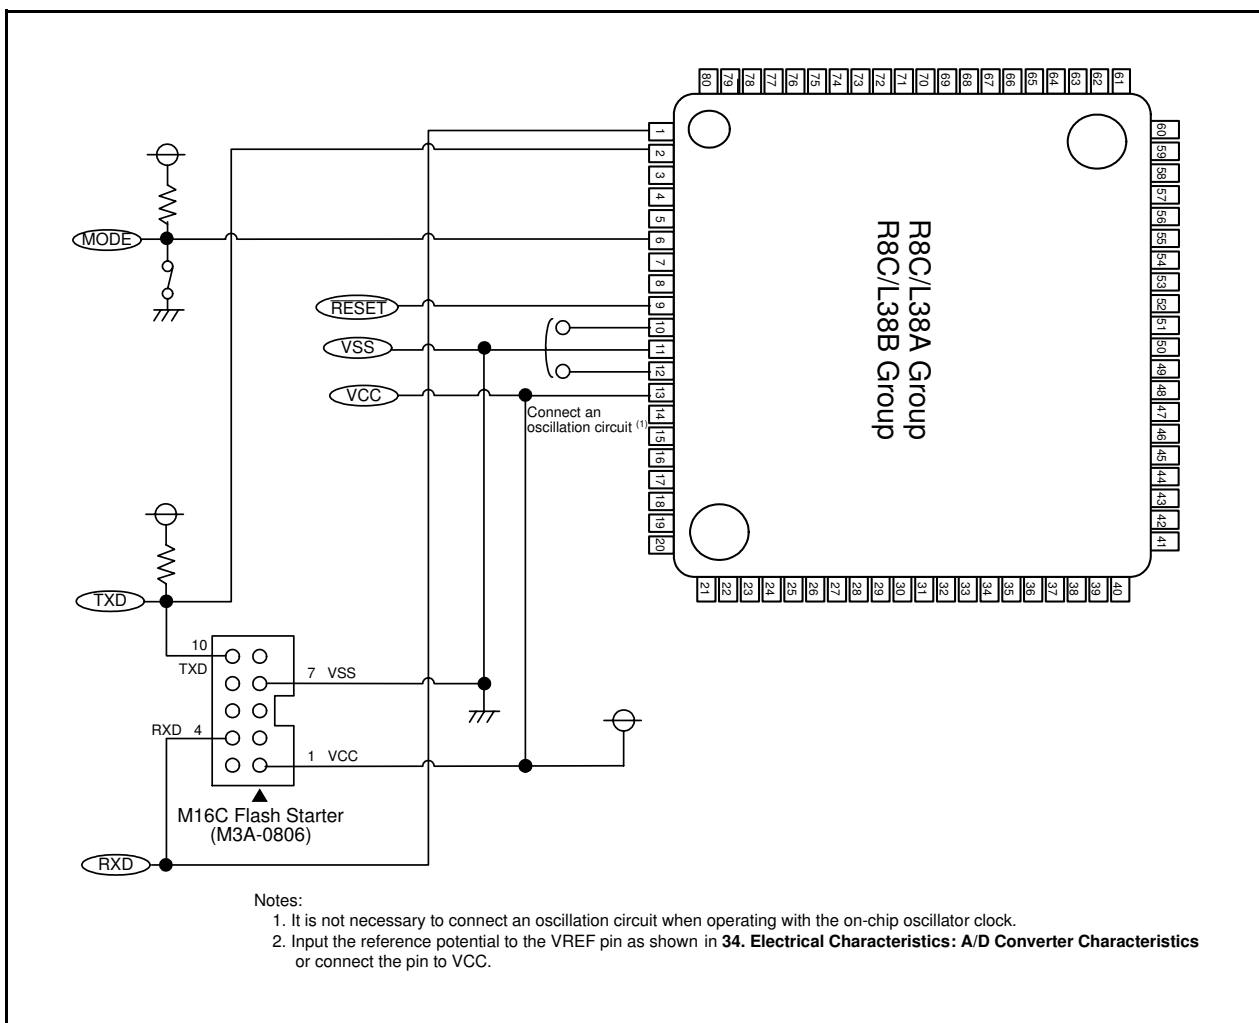 80 79 78 77 76 75 74 73 72 71 70 69 68 67 66 65 64 63 62 61
1
2
3
4
5
6
7
8
9
10
11
12
13
14
15
16
17
18
19
20
60
59
58
57
56
55
54
53
52
51
50
49
48
47
46
45
44
43
42
41
21 22 23 24 25 26 27 28 29 30 31 32 33 34 35 36 37 38 39 40
R8C/L38A Group
R8C/L38B Group
MODE
RESET
VSS
VCC
Connect an
oscillation circuit (1)
TXD
10
TXD
7 VSS
RXD 4
1 VCC
M16C Flash Starter
(M3A-0806)
RXD
Notes:
1. It is not necessary to connect an oscillation circuit when operating with the on-chip oscillator clock.
2. Input the reference potential to the VREF pin as shown in 34. Electrical Characteristics: A/D Converter Characteristics
or connect the pin to VCC.